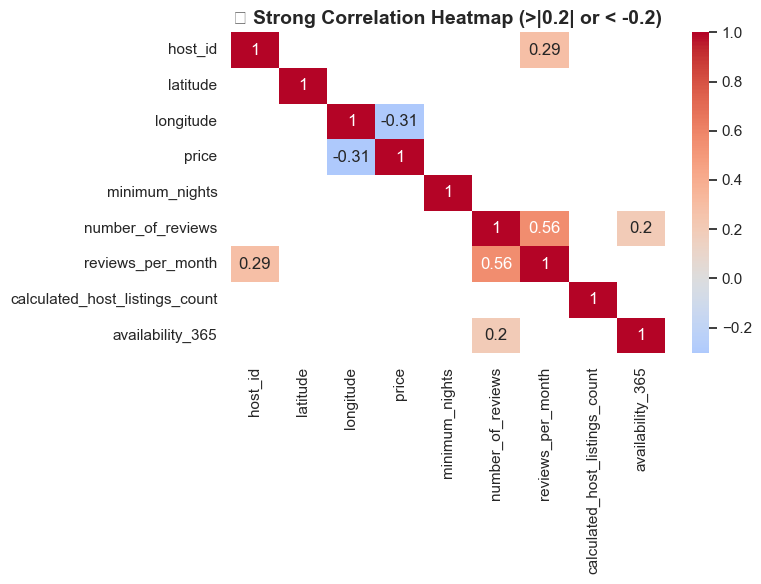 Strong Correlation Heatmap (>|0.2| or < -0.2)
host_id 1 0.29
latitude 1
longitude 1 -0.31
price -0.31 1
minimum_nights 1
number_of_reviews 1 0.56 0.2
reviews_per_month 0.29 0.56 1
calculated_host_listings_count 1
availability_365 0.2 1
host_id
latitude
longitude
price
minimum_nights
number_of_reviews
reviews_per_month
calculated_host_listings_count
availability_365
1.0
0.8
0.6
0.4
0.2
0.0
−0.2